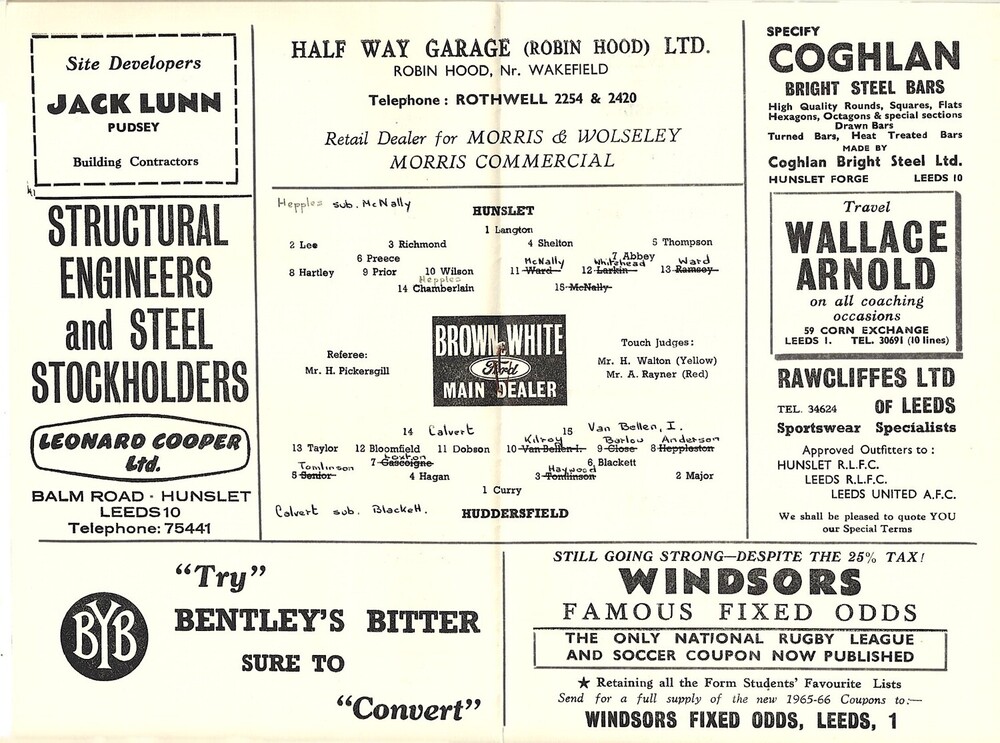 Site Developers
JACK LUNN
PUDSEY
Building Contractors
STRUCTURAL
ENGINEERS
and STEEL
STOCKHOLDERS
LEONARD COOPER
Ltd.
BALM ROAD · HUNSLET
LEEDS 10
Telephone: 75441
HALF WAY GARAGE (ROBIN HOOD) LTD.
ROBIN HOOD, Nr. WAKEFIELD
Telephone : ROTHWELL 2254 & 2420
Retail Dealer for MORRIS & WOLSELEY
MORRIS COMMERCIAL
Hepples sub. McNally
HUNSLET
1 Langton
2 Lee 3 Richmond 4 Shelton 5 Thompson
6 Preece 7 Abbey
McNally Whitehead Ward
8 Hartley 9 Prior 10 Wilson 11 Ward 12 Larkin 13 Ramsey
Hepples
14 Chamberlain 15 McNally
Referee:
Mr. H. Pickersgill
BROWN & WHITE
Ford
MAIN DEALER
Touch Judges:
Mr. H. Walton (Yellow)
Mr. A. Rayner (Red)
14 Calvert 15 Van Bellen, I.
Kilroy Barlow Anderson
13 Taylor 12 Bloomfield 11 Dobson 10 Van Bellen I. 9 Close 8 Heppleston
Tomlinson 7 Gascoigne 6 Blackett
Haywood
5 Senior 4 Hagan 3 Tomlinson 2 Major
1 Curry
Calvert sub. Blackett.
HUDDERSFIELD
SPECIFY
COGHLAN
BRIGHT STEEL BARS
High Quality Rounds, Squares, Flats
Hexagons, Octagons & special sections
Drawn Bars
Turned Bars, Heat Treated Bars
MADE BY
Coghlan Bright Steel Ltd.
HUNSLET FORGE LEEDS 10
Travel
WALLACE
ARNOLD
on all coaching
occasions
59 CORN EXCHANGE
LEEDS 1. TEL. 30691 (10 lines)
RAWCLIFFES LTD
TEL. 34624 OF LEEDS
Sportswear Specialists
Approved Outfitters to :
HUNSLET R.L.F.C.
LEEDS R.L.F.C.
LEEDS UNITED A.F.C.
We shall be pleased to quote YOU
our Special Terms
"Try"
BYB
BENTLEY'S BITTER
SURE TO
"Convert"
STILL GOING STRONG—DESPITE THE 25% TAX!
WINDSORS
FAMOUS FIXED ODDS
THE ONLY NATIONAL RUGBY LEAGUE
AND SOCCER COUPON NOW PUBLISHED
★ Retaining all the Form Students' Favourite Lists
Send for a full supply of the new 1965-66 Coupons to:—
WINDSORS FIXED ODDS, LEEDS, 1